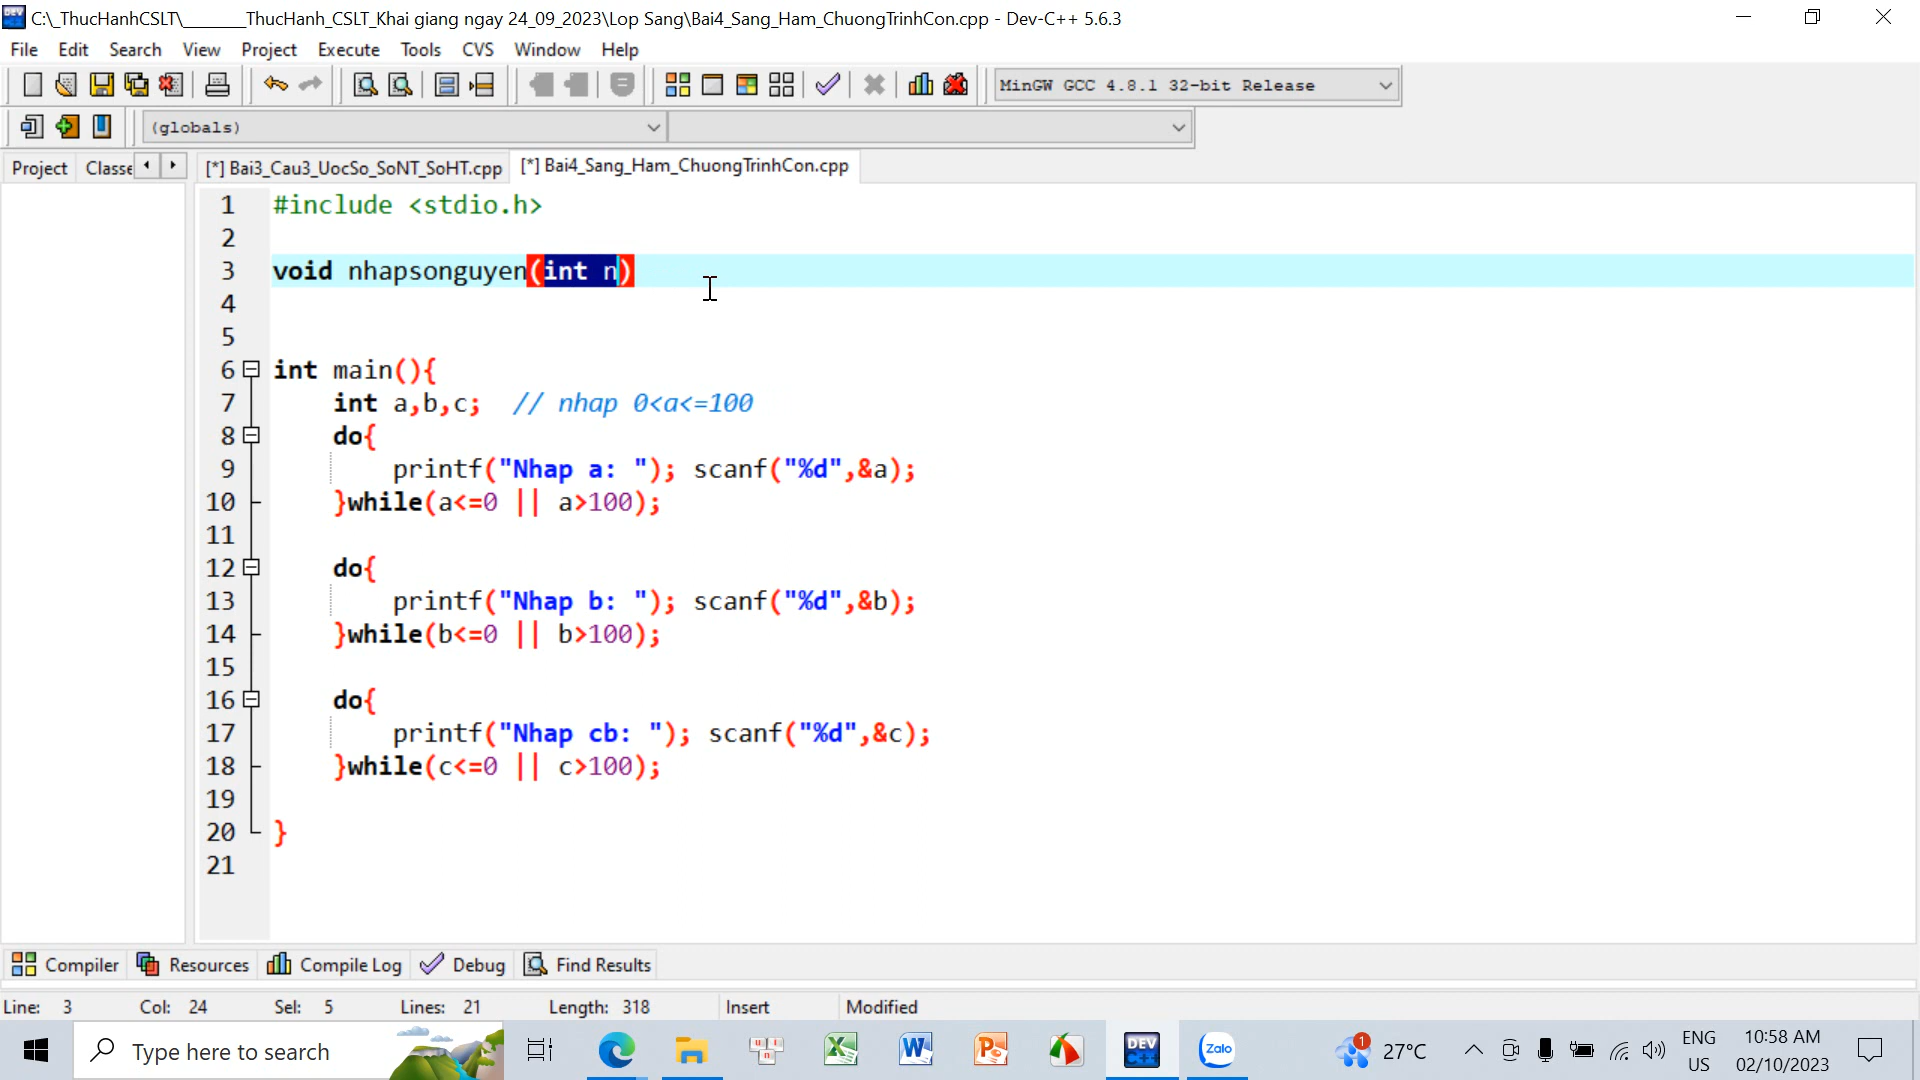 C:\_ThucHanhCSLT\_______ThucHanh_CSLT_Khai giang ngay 24_09_2023\Lop Sang\Bai4_Sang_Ham_ChuongTrinhCon.cpp - Dev-C++ 5.6.3
File Edit Search View Project Execute Tools CVS Window Help
MinGW GCC 4.8.1 32-bit Release
(globals)
Project Classe [*] Bai3_Cau3_UocSo_SoNT_SoHT.cpp [*] Bai4_Sang_Ham_ChuongTrinhCon.cpp
1 #include <stdio.h>
2
3 void nhapsonguyen(int n)
4
5
6 int main(){
7 int a,b,c; // nhap 0<a<=100
8 do{
9 printf("Nhap a: "); scanf("%d",&a);
10 }while(a<=0 || a>100);
11
12 do{
13 printf("Nhap b: "); scanf("%d",&b);
14 }while(b<=0 || b>100);
15
16 do{
17 printf("Nhap cb: "); scanf("%d",&c);
18 }while(c<=0 || c>100);
19
20 }
21
Compiler Resources Compile Log Debug Find Results
Line: 3 Col: 24 Sel: 5 Lines: 21 Length: 318 Insert Modified
Type here to search DEV C++ Zalo 1 27°C ENG 10:58 AM
US 02/10/2023